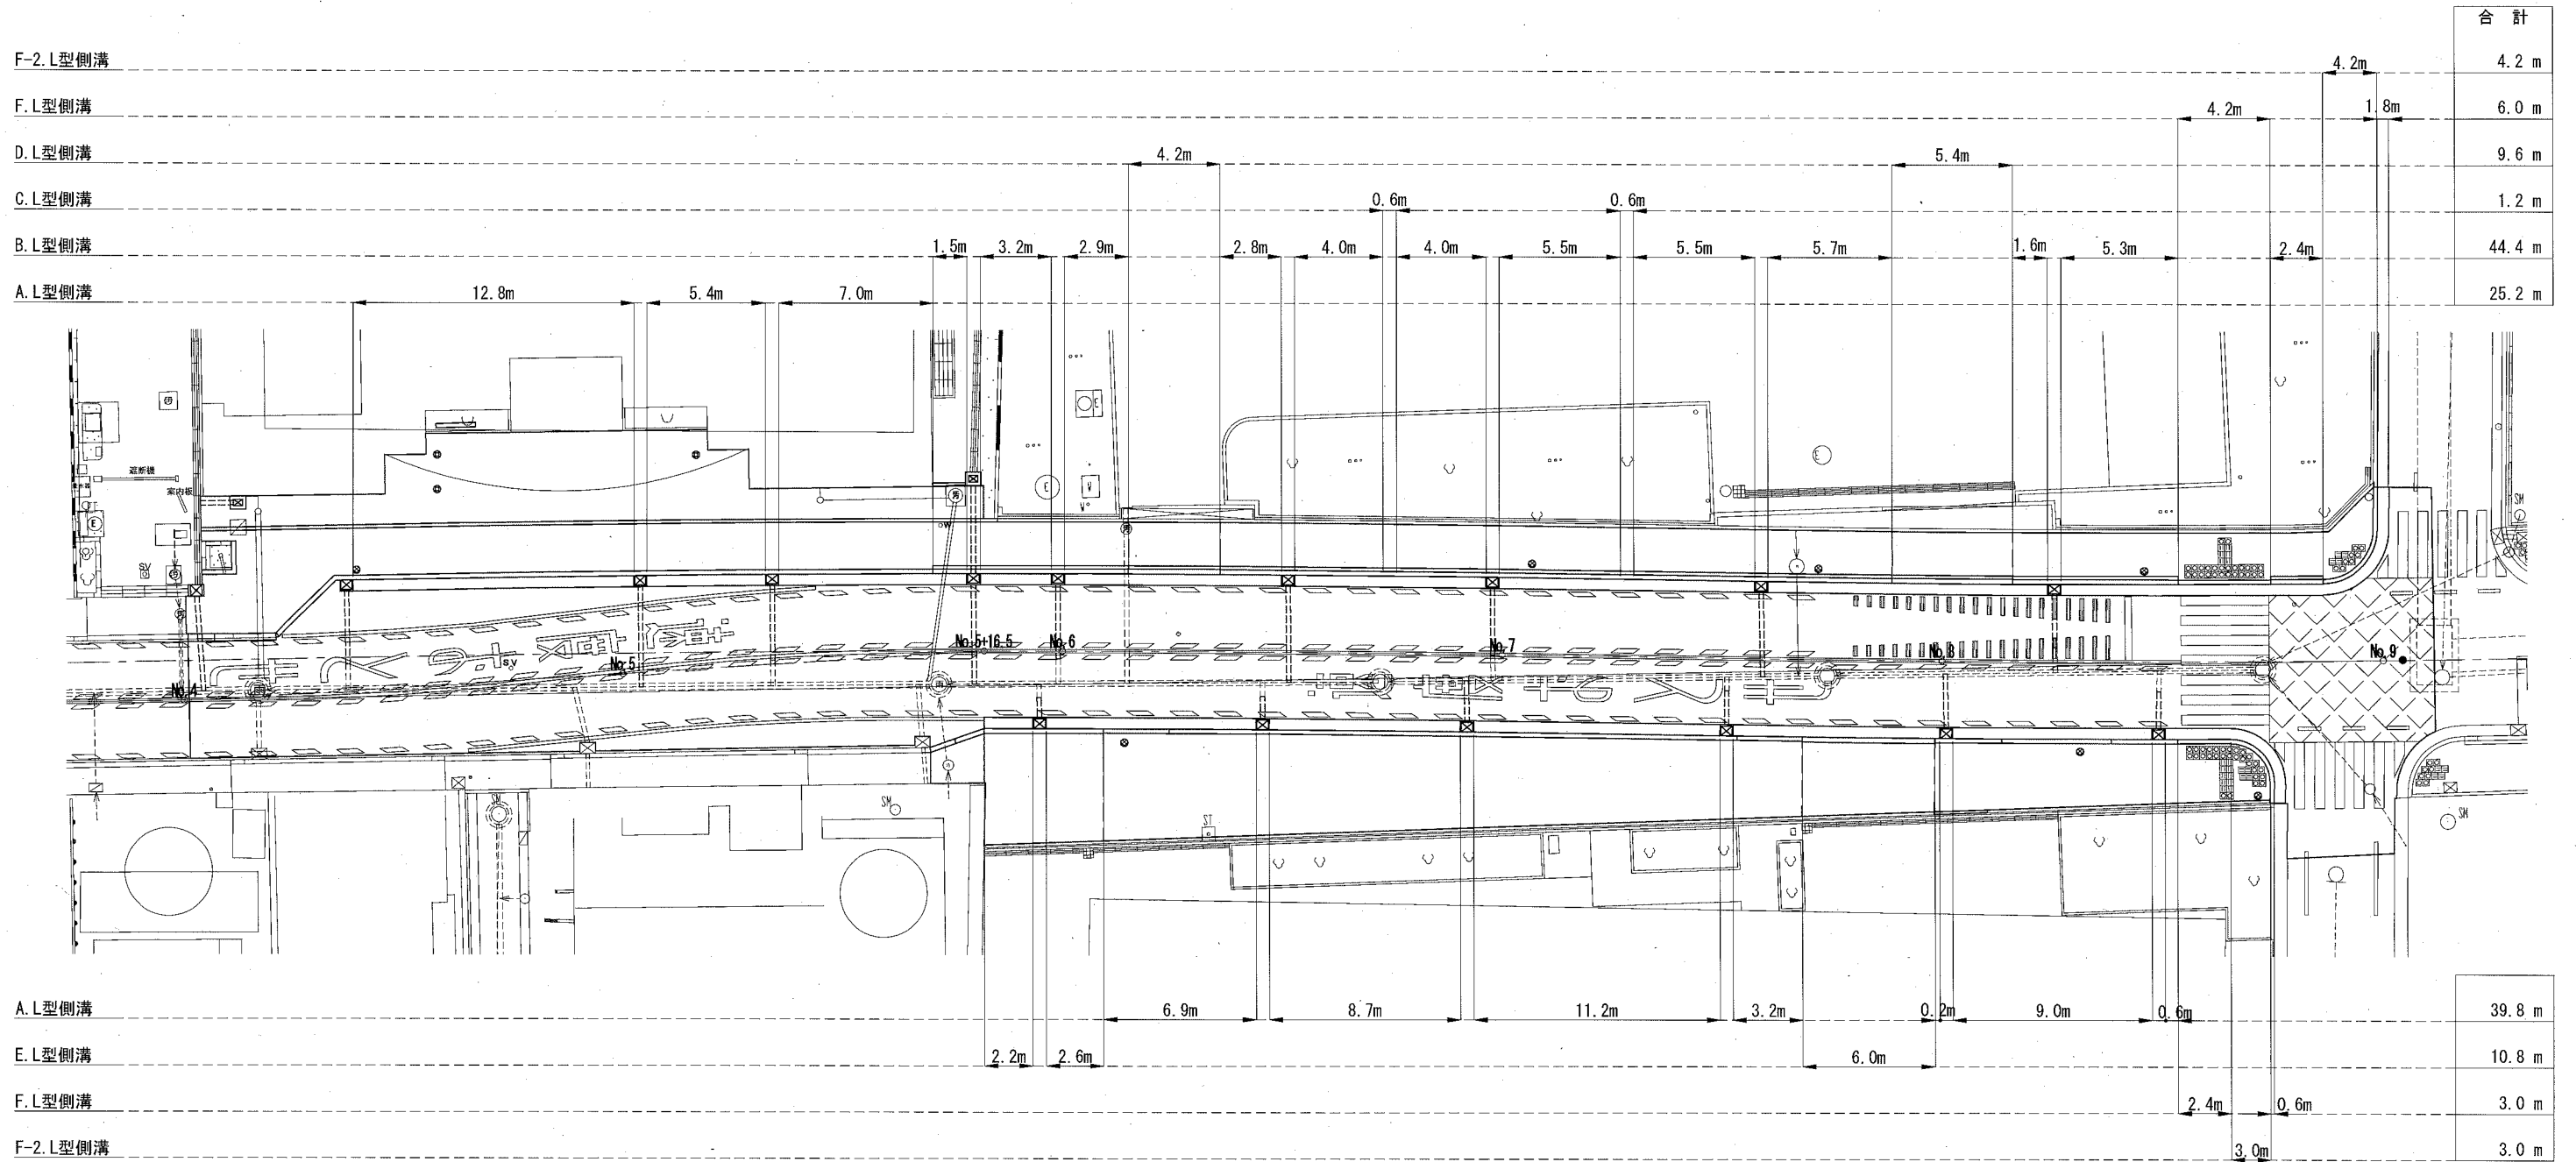 合 計
F-2.L型側溝 4.2m 4.2 m
F.L型側溝 4.2m 1.8m 6.0 m
D.L型側溝 4.2m 5.4m 9.6 m
C.L型側溝 0.6m 0.6m 1.2 m
B.L型側溝 1.5m 3.2m 2.9m 2.8m 4.0m 4.0m 5.5m 5.5m 5.7m 1.6m 5.3m 2.4m 44.4 m
A.L型側溝 12.8m 5.4m 7.0m 25.2 m
遮断機
案内板
E
E
E
W
E
SV
W
SM
S.V
No.4
No.5
No.5+16.5
No.6
No.7
No.8
No.9
SM
SM
ST
SM
A.L型側溝 6.9m 8.7m 11.2m 3.2m 0.2m 9.0m 0.6m 39.8 m
E.L型側溝 2.2m 2.6m 6.0m 10.8 m
F.L型側溝 2.4m 0.6m 3.0 m
F-2.L型側溝 3.0m 3.0 m